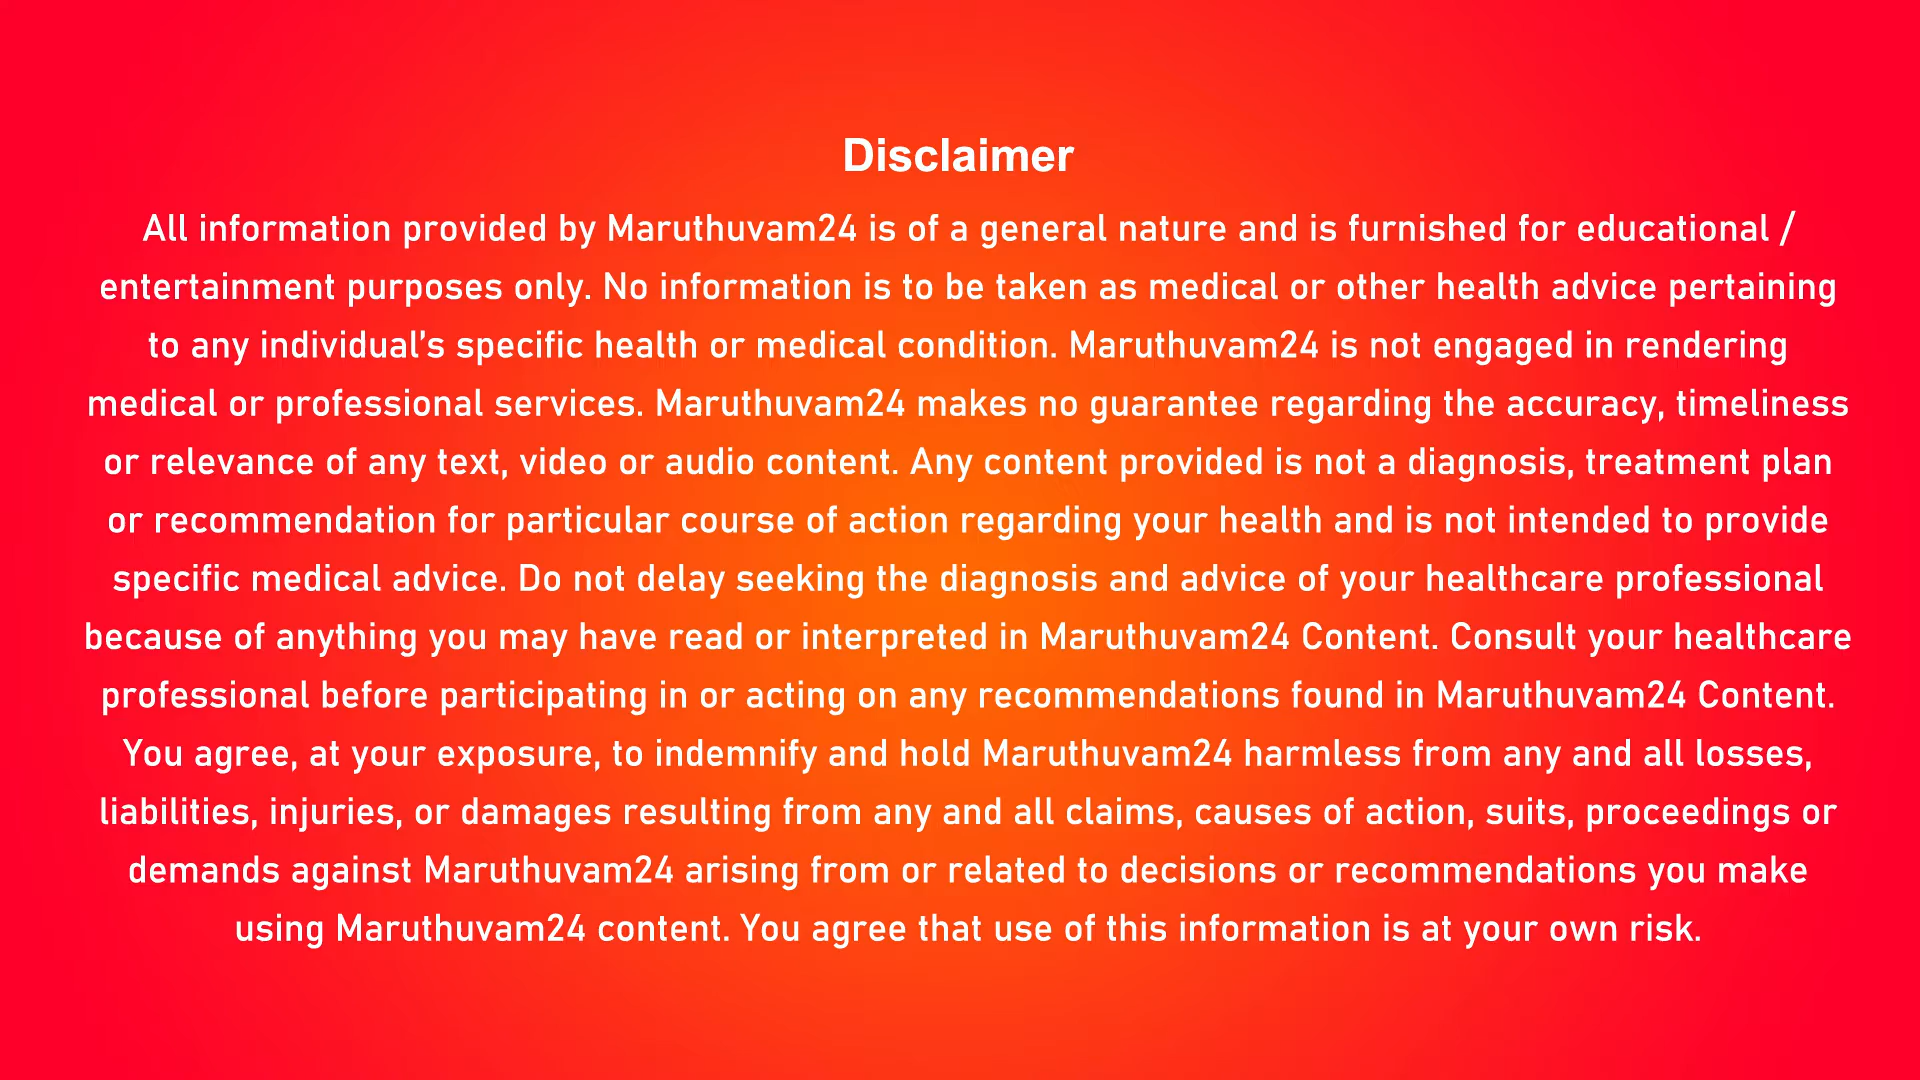 Disclaimer
All information provided by Maruthuvam24 is of a general nature and is furnished for educational /
entertainment purposes only. No information is to be taken as medical or other health advice pertaining
to any individual's specific health or medical condition. Maruthuvam24 is not engaged in rendering
medical or professional services. Maruthuvam24 makes no guarantee regarding the accuracy, timeliness
or relevance of any text, video or audio content. Any content provided is not a diagnosis, treatment plan
or recommendation for particular course of action regarding your health and is not intended to provide
specific medical advice. Do not delay seeking the diagnosis and advice of your healthcare professional
because of anything you may have read or interpreted in Maruthuvam24 Content. Consult your healthcare
professional before participating in or acting on any recommendations found in Maruthuvam24 Content.
You agree, at your exposure, to indemnify and hold Maruthuvam24 harmless from any and all losses,
liabilities, injuries, or damages resulting from any and all claims, causes of action, suits, proceedings or
demands against Maruthuvam24 arising from or related to decisions or recommendations you make
using Maruthuvam24 content. You agree that use of this information is at your own risk.